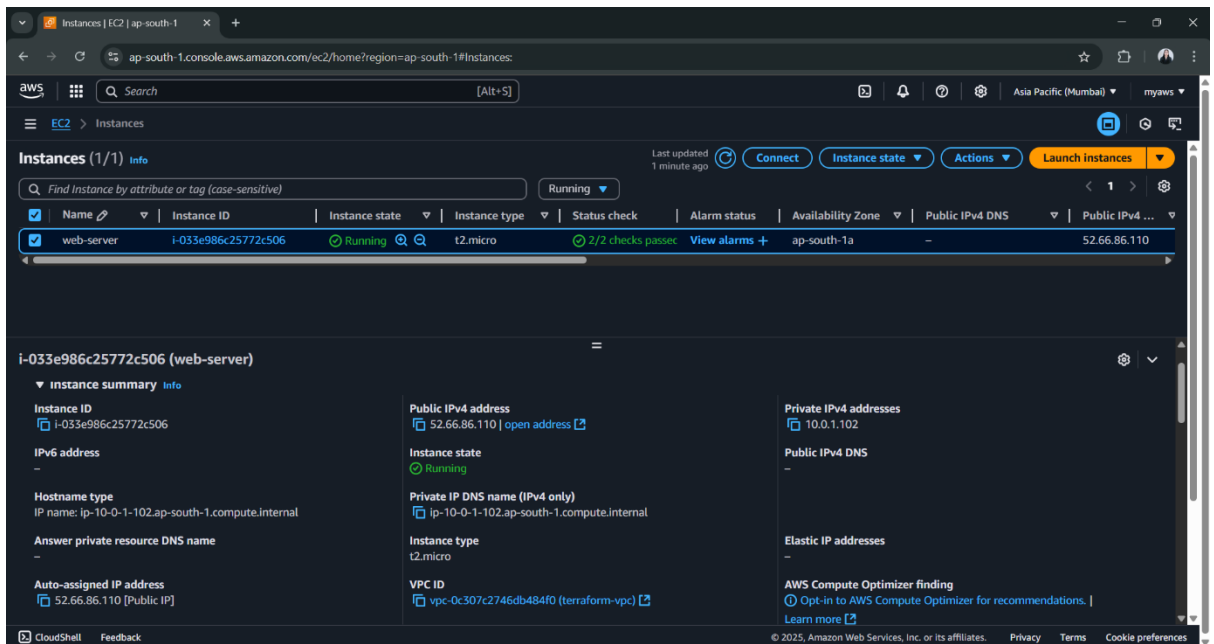 Instances | EC2 | ap-south-1
ap-south-1.console.aws.amazon.com/ec2/home?region=ap-south-1#Instances:
aws Search [Alt+S] Asia Pacific (Mumbai) myaws
EC2 > Instances
Instances (1/1) Info Last updated 1 minute ago Connect Instance state Actions Launch instances
Find Instance by attribute or tag (case-sensitive) Running 1
Name Instance ID Instance state Instance type Status check Alarm status Availability Zone Public IPv4 DNS Public IPv4 ...
web-server i-033e986c25772c506 Running t2.micro 2/2 checks passec View alarms + ap-south-1a – 52.66.86.110
i-033e986c25772c506 (web-server)
Instance summary Info
Instance ID Public IPv4 address Private IPv4 addresses
i-033e986c25772c506 52.66.86.110 | open address 10.0.1.102
IPv6 address Instance state Public IPv4 DNS
– Running –
Hostname type Private IP DNS name (IPv4 only)
IP name: ip-10-0-1-102.ap-south-1.compute.internal ip-10-0-1-102.ap-south-1.compute.internal
Answer private resource DNS name Instance type Elastic IP addresses
– t2.micro –
Auto-assigned IP address VPC ID AWS Compute Optimizer finding
52.66.86.110 [Public IP] vpc-0c307c2746db484f0 (terraform-vpc) Opt-in to AWS Compute Optimizer for recommendations. |
Learn more
CloudShell Feedback © 2025, Amazon Web Services, Inc. or its affiliates. Privacy Terms Cookie preferences